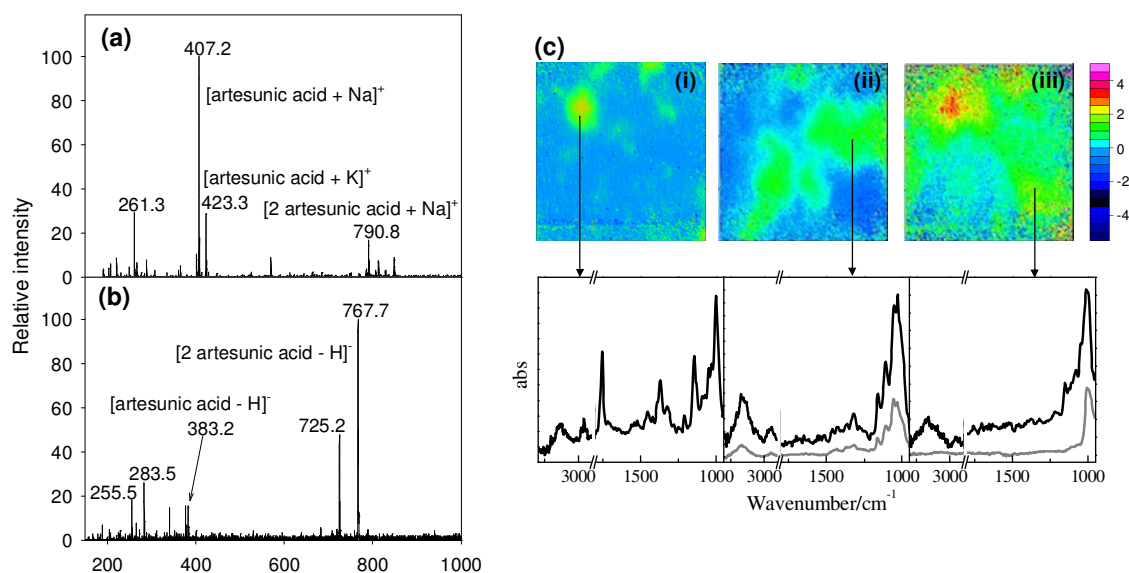 (a)
407.2
[artesunic acid + Na]⁺
[artesunic acid + K]⁺
261.3
423.3
[2 artesunic acid + Na]⁺
790.8
100
80
60
40
20
0
(b)
767.7
[2 artesunic acid - H]⁻
[artesunic acid - H]⁻
383.2
725.2
283.5
255.5
100
80
60
40
20
0
200 400 600 800 1000
Relative intensity
(c)
(i)
(ii)
(iii)
4
2
0
-2
-4
abs
3000 1500 1000 3000 1500 1000 3000 1500 1000
Wavenumber/cm⁻¹